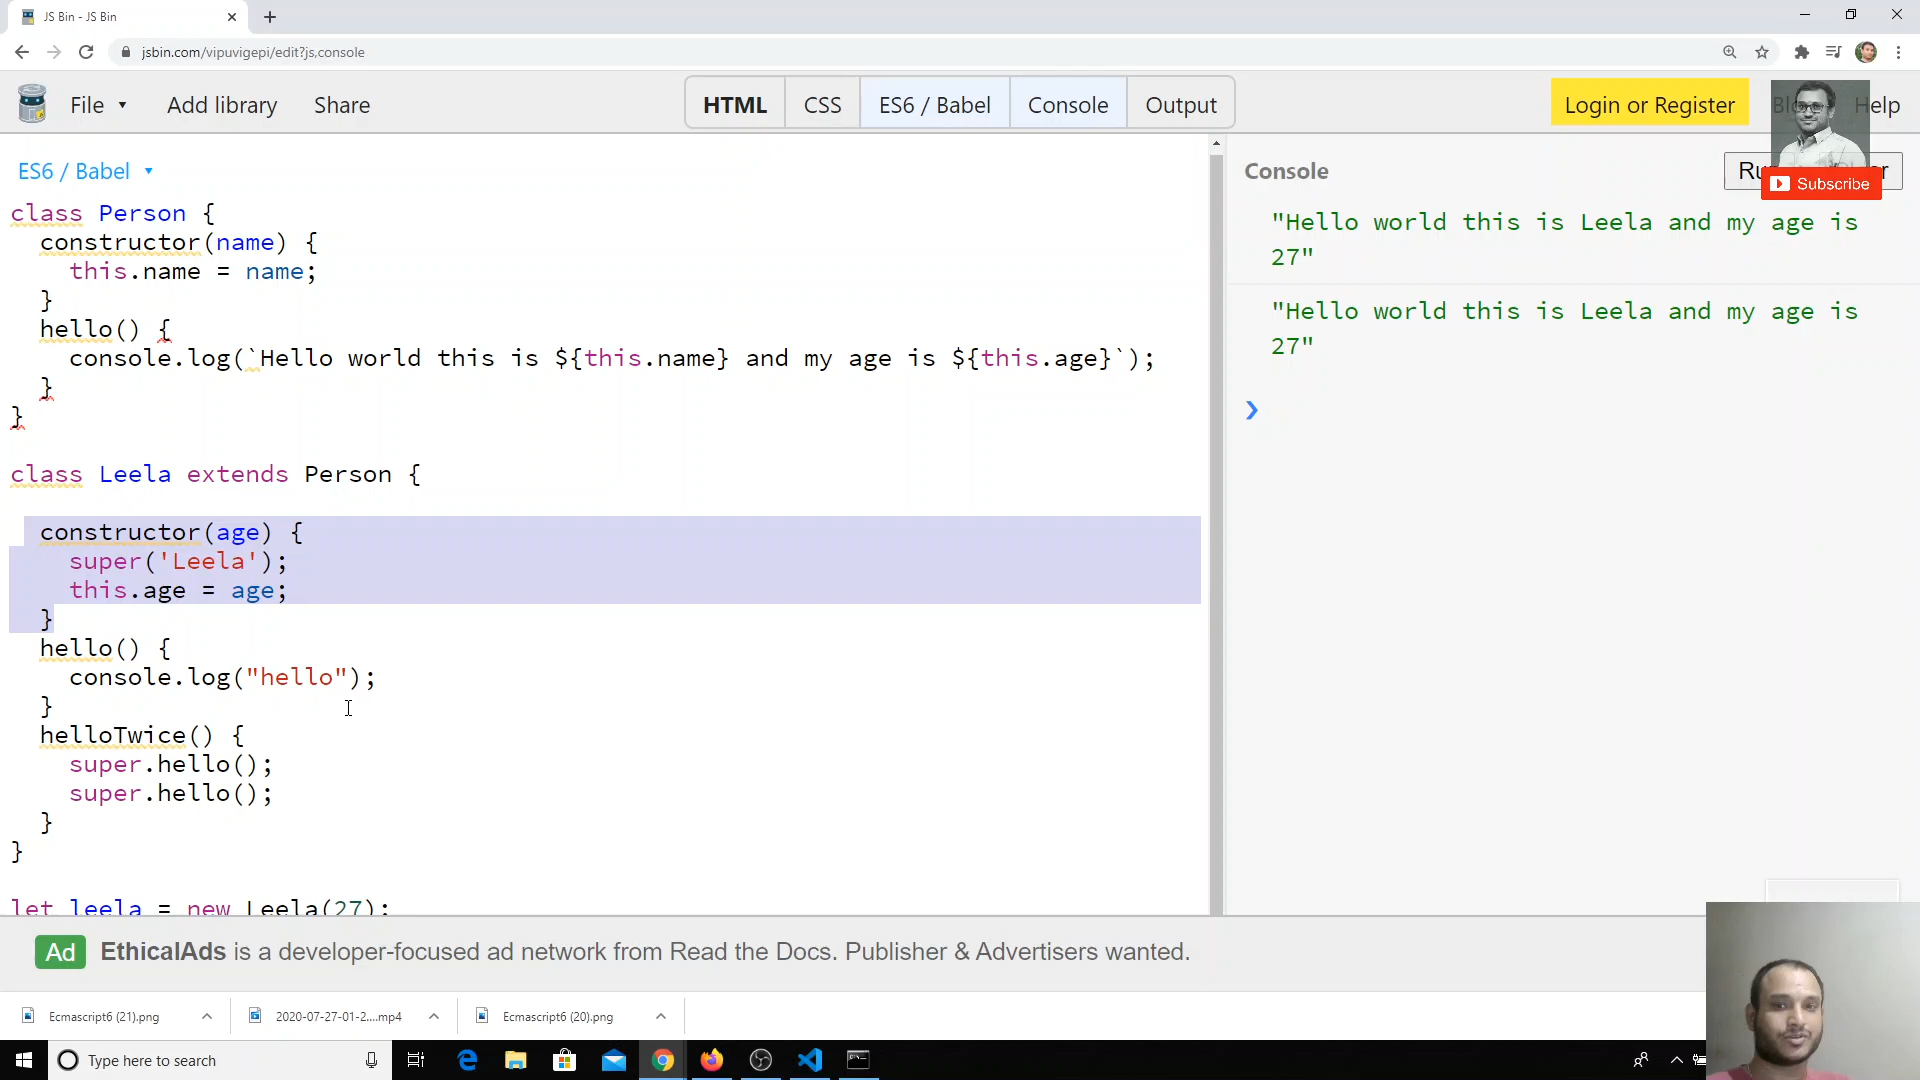 JS Bin - JS Bin
jsbin.com/vipuvigepi/edit?js,console
File
Add library
Share
HTML
CSS
ES6 / Babel
Console
Output
Login or Register
Help
ES6 / Babel
class Person {
constructor(name) {
this.name = name;
}
hello() {
console.log(`Hello world this is ${this.name} and my age is ${this.age}`);
}
}
class Leela extends Person {
constructor(age) {
super('Leela');
this.age = age;
}
hello() {
console.log("hello");
}
helloTwice() {
super.hello();
super.hello();
}
}
let leela = new Leela(27);
Console
Subscribe
"Hello world this is Leela and my age is
27"
"Hello world this is Leela and my age is
27"
❯
Ad EthicalAds is a developer-focused ad network from Read the Docs. Publisher & Advertisers wanted.
Ecmascript6 (21).png
2020-07-27-01-2....mp4
Ecmascript6 (20).png
Type here to search